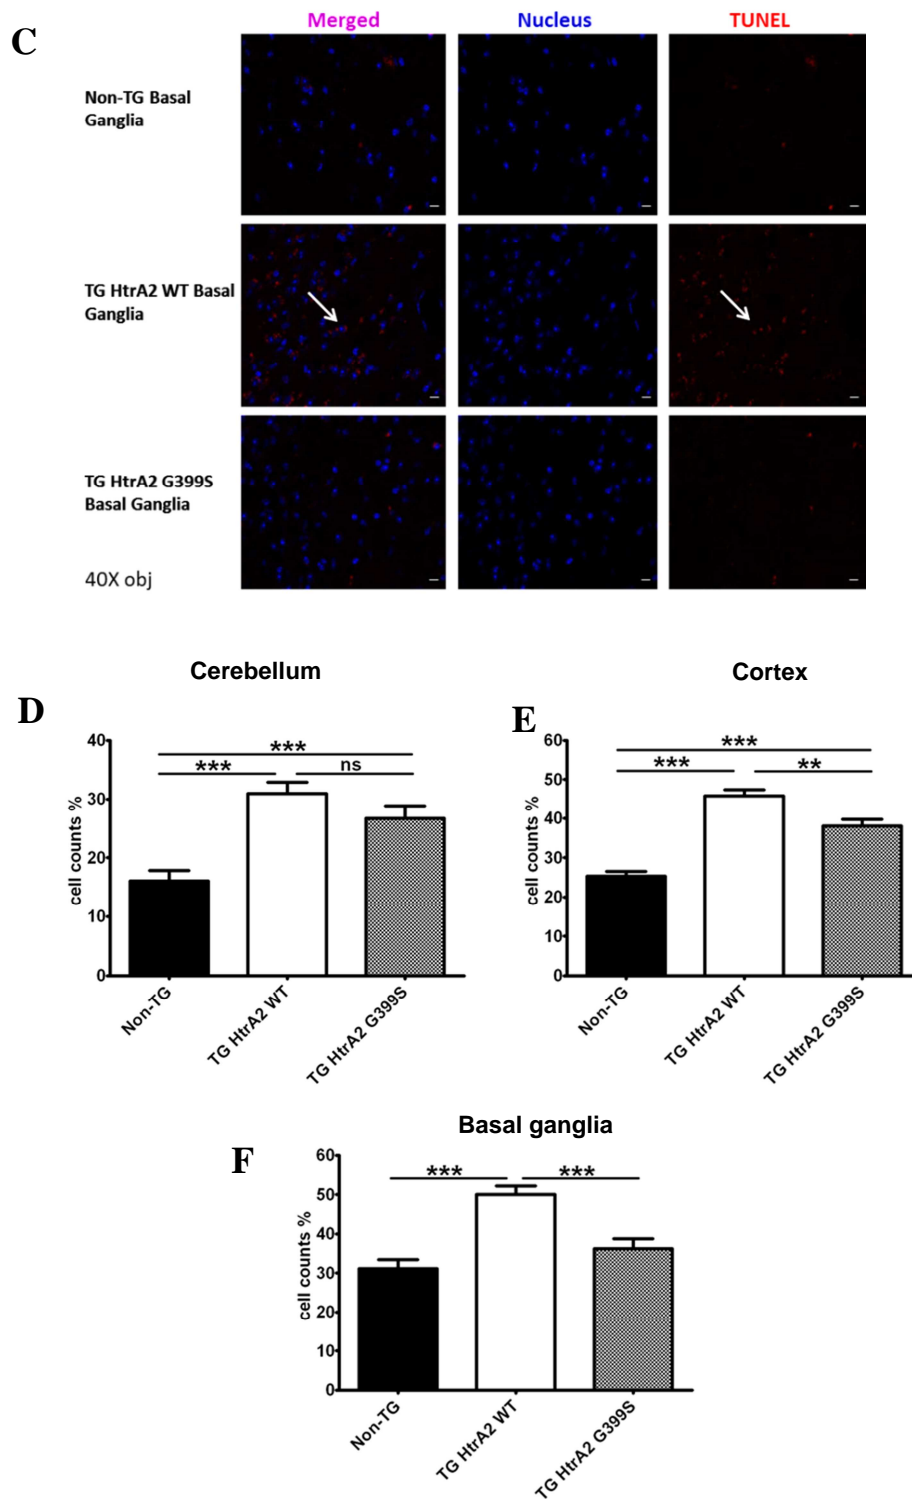 C
Merged Nucleus TUNEL
Non-TG Basal
Ganglia
TG HtrA2 WT Basal
Ganglia
TG HtrA2 G399S
Basal Ganglia
40X obj
D
Cerebellum
40
30
20
10
0
cell counts %
***
*** ns
Non-TG
TG HtrA2 WT
TG HtrA2 G399S
E
Cortex
60
50
40
30
20
10
0
cell counts %
***
*** **
Non-TG
TG HtrA2 WT
TG HtrA2 G399S
F
Basal ganglia
60
50
40
30
20
10
0
cell counts %
*** ***
Non-TG
TG HtrA2 WT
TG HtrA2 G399S